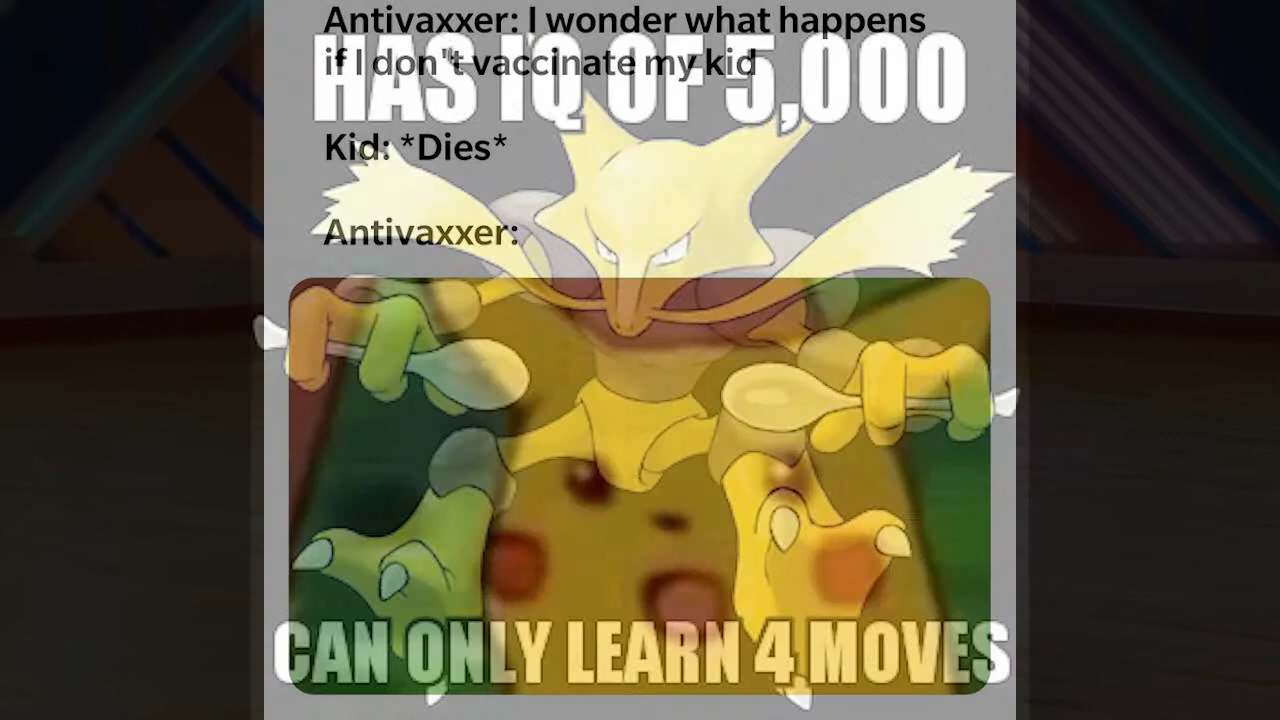 Antivaxxer: I wonder what happens
if I don't vaccinate my kid
HAS IQ OF 5,000
Kid: *Dies*
Antivaxxer:
CAN ONLY LEARN 4 MOVES